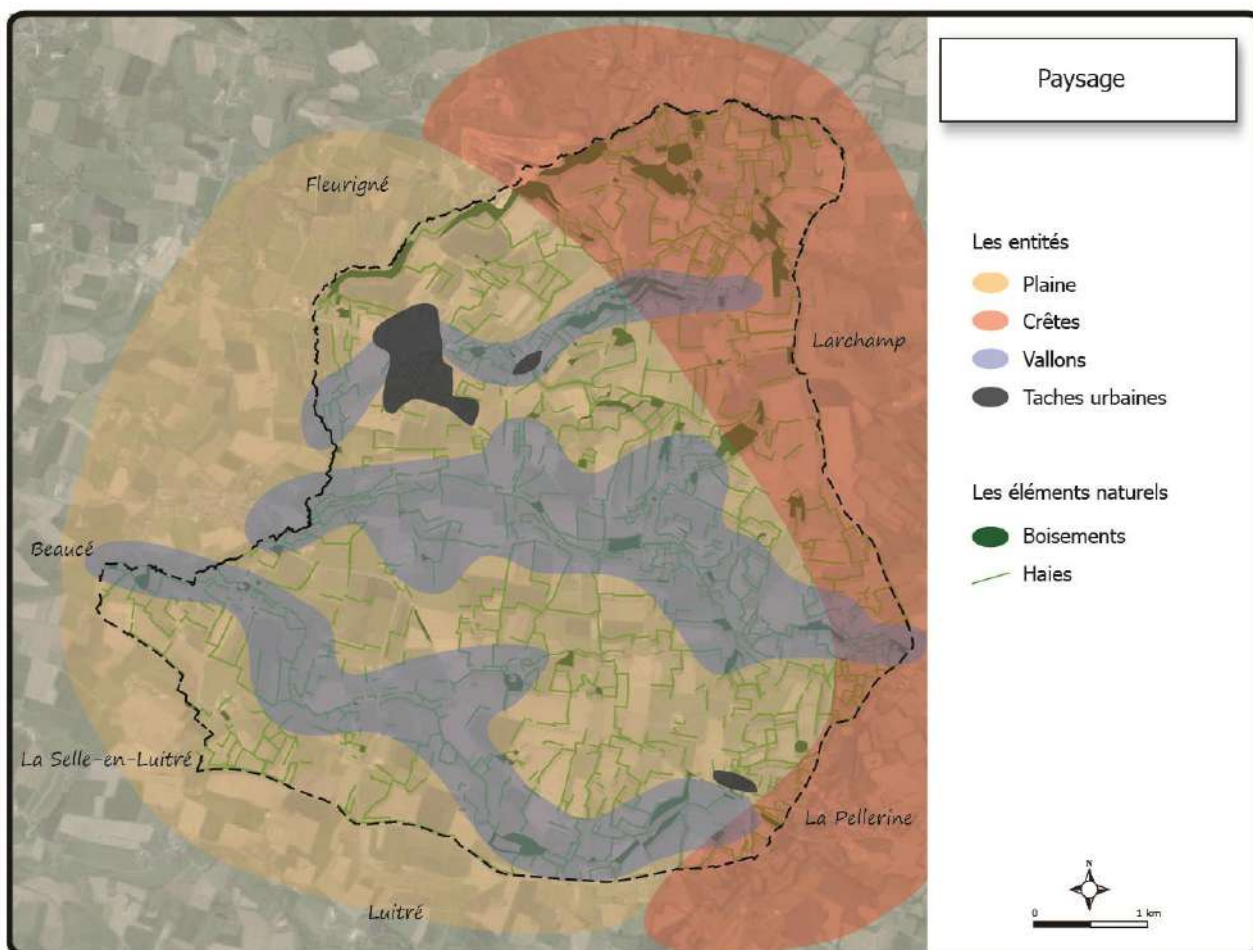 Paysage
Fleurigné
Les entités
Plaine
Crêtes
Larchamp
Vallons
Taches urbaines
Les éléments naturels
Boisements
Haies
Beaucé
La Selle-en-Luitré
La Pellerine
Luitré
N
0 1 km